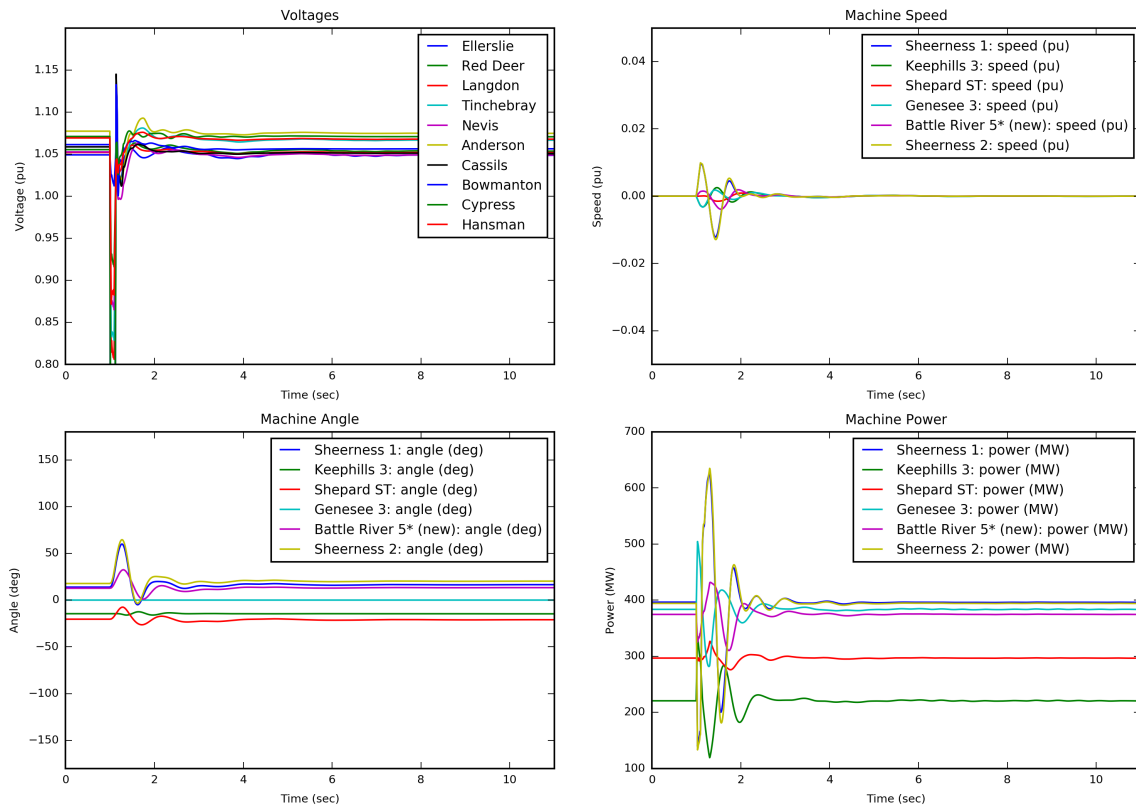 Voltages
Voltage (pu)
1.15
1.10
1.05
1.00
0.95
0.90
0.85
0.80
0 2 4 6 8 10
Time (sec)
Ellerslie
Red Deer
Langdon
Tinchebray
Nevis
Anderson
Cassils
Bowmanton
Cypress
Hansman
Machine Speed
Speed (pu)
0.04
0.02
0.00
−0.02
−0.04
0 2 4 6 8 10
Time (sec)
Sheerness 1: speed (pu)
Keephills 3: speed (pu)
Shepard ST: speed (pu)
Genesee 3: speed (pu)
Battle River 5* (new): speed (pu)
Sheerness 2: speed (pu)
Machine Angle
Angle (deg)
150
100
50
0
−50
−100
−150
0 2 4 6 8 10
Time (sec)
Sheerness 1: angle (deg)
Keephills 3: angle (deg)
Shepard ST: angle (deg)
Genesee 3: angle (deg)
Battle River 5* (new): angle (deg)
Sheerness 2: angle (deg)
Machine Power
Power (MW)
700
600
500
400
300
200
100
0 2 4 6 8 10
Time (sec)
Sheerness 1: power (MW)
Keephills 3: power (MW)
Shepard ST: power (MW)
Genesee 3: power (MW)
Battle River 5* (new): power (MW)
Sheerness 2: power (MW)